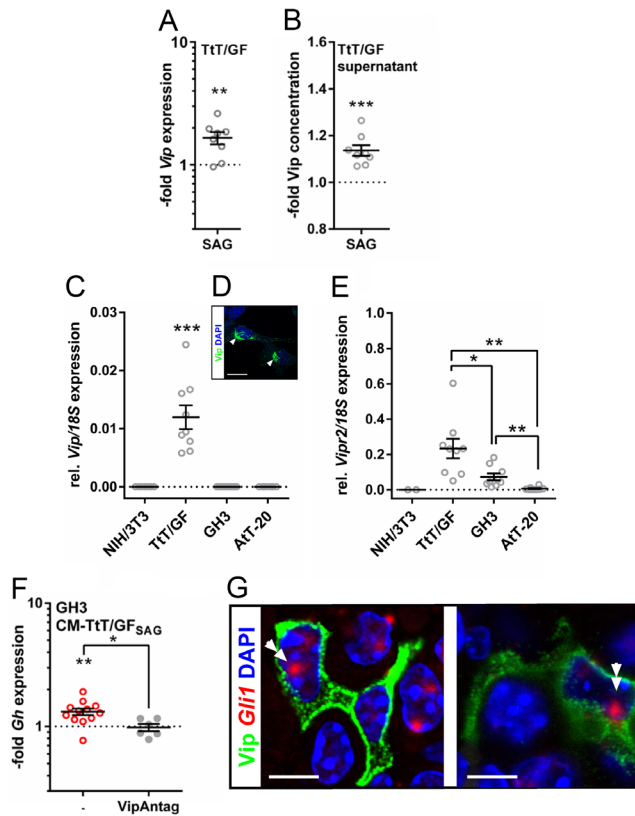 A
TtT/GF
**
-fold Vip expression
10
1
SAG
B
TtT/GF
supernatant
***
-fold Vip concentration
1.6
1.4
1.2
1.0
0.8
SAG
C
***
rel. Vip/18S expression
0.03
0.02
0.01
0.00
NIH/3T3
TtT/GF
GH3
AtT-20
D
Vip DAPI
E
**
*
**
rel. Vipr2/18S expression
1.0
0.8
0.6
0.4
0.2
0.0
NIH/3T3
TtT/GF
GH3
AtT-20
F
GH3
CM-TtT/GFSAG
*
**
-fold Gh expression
10
1
-
VipAntag
G
Vip Gli1 DAPI